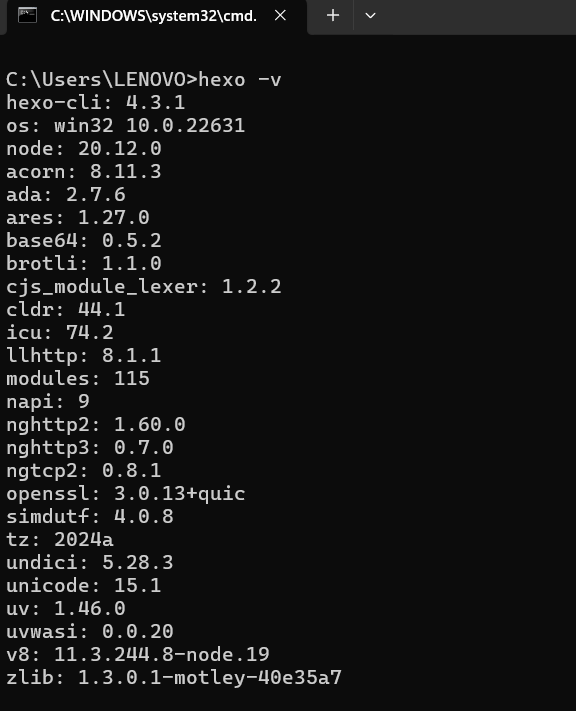 C:\WINDOWS\system32\cmd.
C:\Users\LENOVO>hexo -v
hexo-cli: 4.3.1
os: win32 10.0.22631
node: 20.12.0
acorn: 8.11.3
ada: 2.7.6
ares: 1.27.0
base64: 0.5.2
brotli: 1.1.0
cjs_module_lexer: 1.2.2
cldr: 44.1
icu: 74.2
llhttp: 8.1.1
modules: 115
napi: 9
nghttp2: 1.60.0
nghttp3: 0.7.0
ngtcp2: 0.8.1
openssl: 3.0.13+quic
simdutf: 4.0.8
tz: 2024a
undici: 5.28.3
unicode: 15.1
uv: 1.46.0
uvwasi: 0.0.20
v8: 11.3.244.8-node.19
zlib: 1.3.0.1-motley-40e35a7